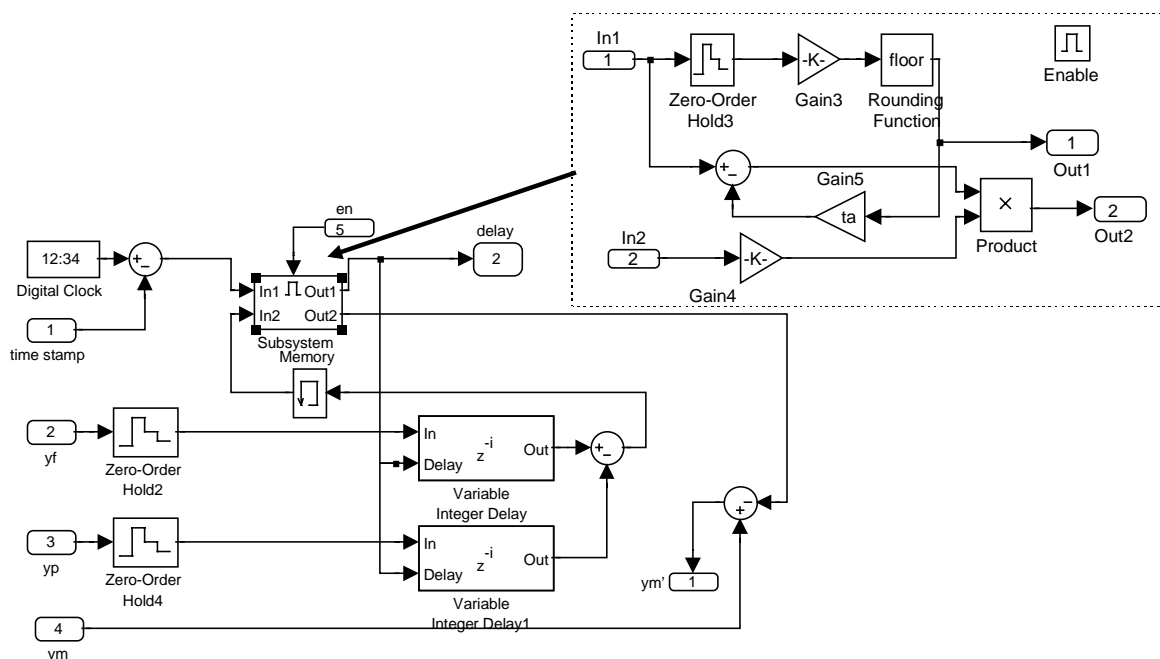 In1
1
Zero-Order
Hold3
-K-
Gain3
floor
Rounding
Function
Enable
1
Out1
+
−
Gain5
ta
×
Product
2
Out2
In2
2
-K-
Gain4
en
5
delay
2
12:34
Digital Clock
+
−
1
time stamp
In1
Out1
In2
Out2
Subsystem
Memory
2
yf
Zero-Order
Hold2
In
Delay
z
-i
Out
Variable
Integer Delay
+
−
3
yp
Zero-Order
Hold4
In
Delay
z
-i
Out
Variable
Integer Delay1
−
+
ym'
1
4
ym